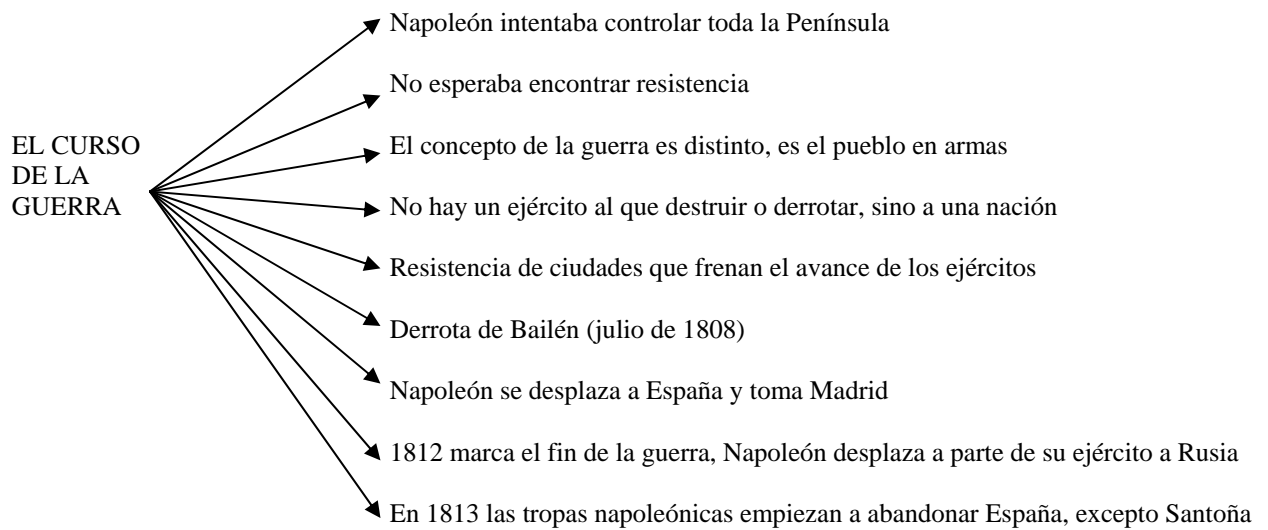 Napoleón intentaba controlar toda la Península
No esperaba encontrar resistencia
EL CURSO
DE LA
GUERRA
El concepto de la guerra es distinto, es el pueblo en armas
No hay un ejército al que destruir o derrotar, sino a una nación
Resistencia de ciudades que frenan el avance de los ejércitos
Derrota de Bailén (julio de 1808)
Napoleón se desplaza a España y toma Madrid
1812 marca el fin de la guerra, Napoleón desplaza a parte de su ejército a Rusia
En 1813 las tropas napoleónicas empiezan a abandonar España, excepto Santoña